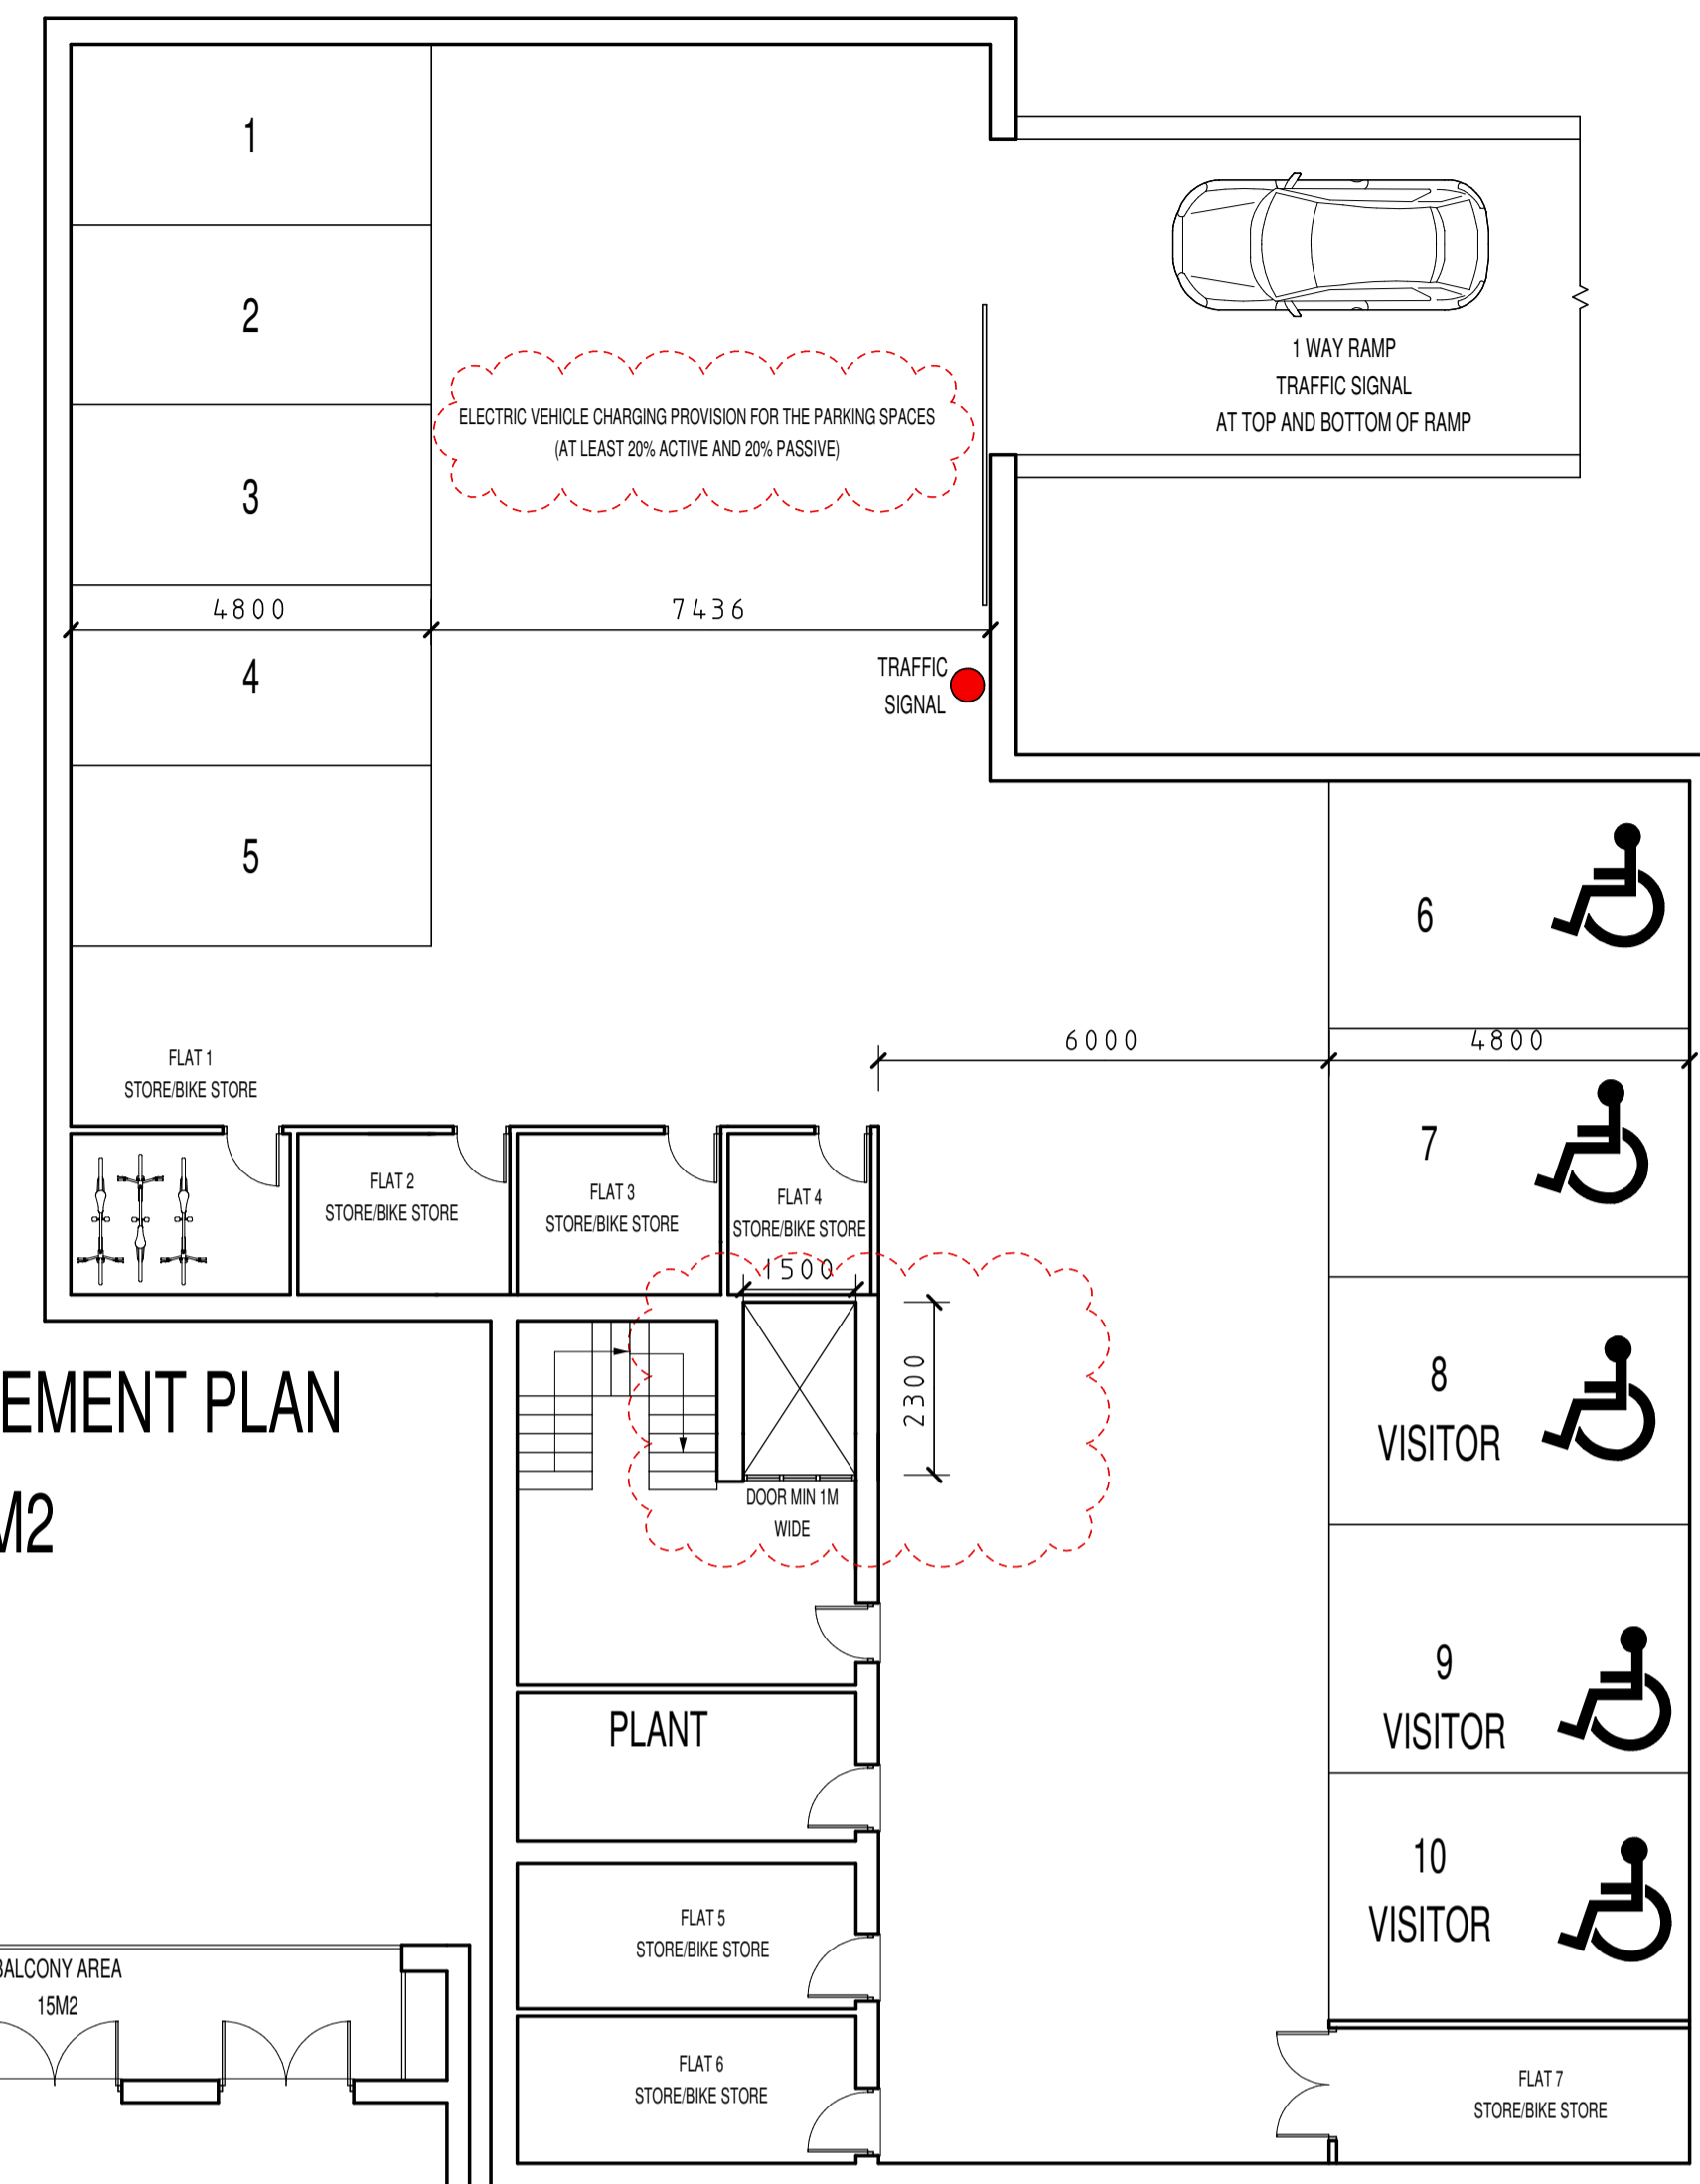 1
2
3
4
5
1 WAY RAMP
TRAFFIC SIGNAL
AT TOP AND BOTTOM OF RAMP
ELECTRIC VEHICLE CHARGING PROVISION FOR THE PARKING SPACES
(AT LEAST 20% ACTIVE AND 20% PASSIVE)
4800
7436
TRAFFIC
SIGNAL
6
6000
4800
7
8
VISITOR
9
VISITOR
10
VISITOR
FLAT 1
STORE/BIKE STORE
FLAT 2
STORE/BIKE STORE
FLAT 3
STORE/BIKE STORE
FLAT 4
STORE/BIKE STORE
1500
2300
DOOR MIN 1M
WIDE
EMENT PLAN
M2
PLANT
FLAT 5
STORE/BIKE STORE
FLAT 6
STORE/BIKE STORE
FLAT 7
STORE/BIKE STORE
BALCONY AREA
15M2